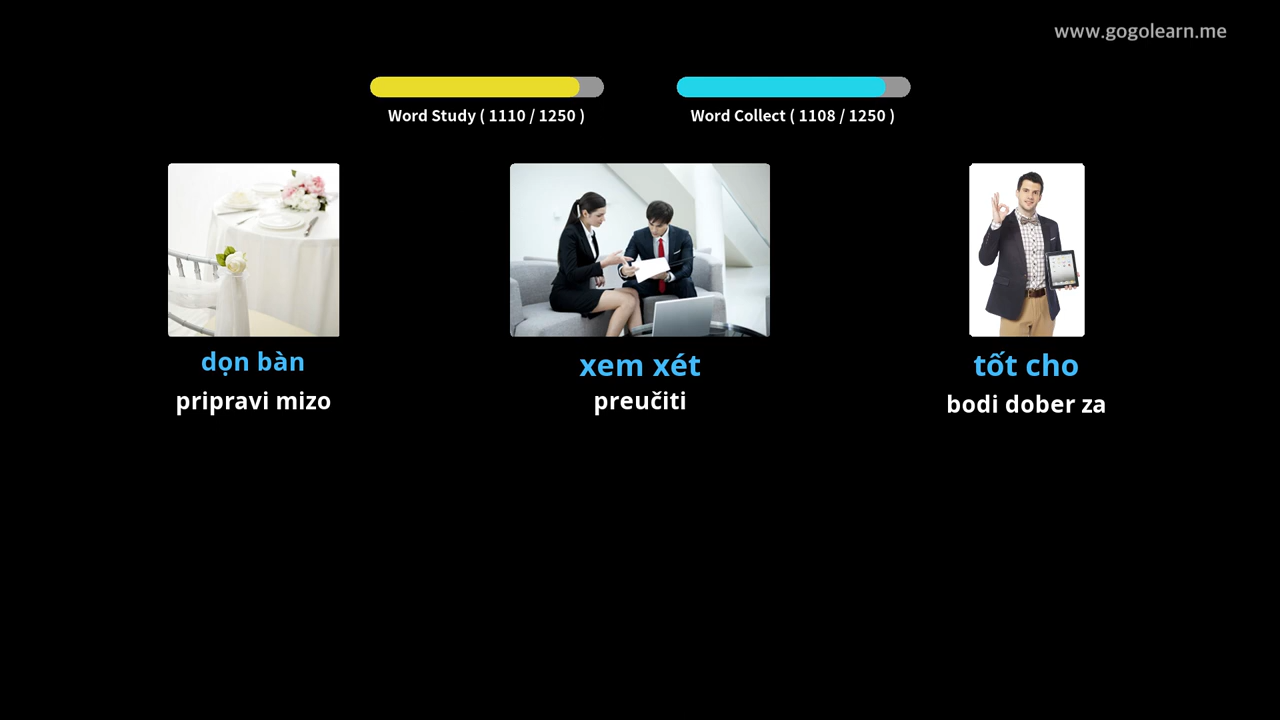 www.gogolearn.me
Word Study ( 1110 / 1250 )
Word Collect ( 1108 / 1250 )
dọn bàn
pripravi mizo
xem xét
preučiti
tốt cho
bodi dober za